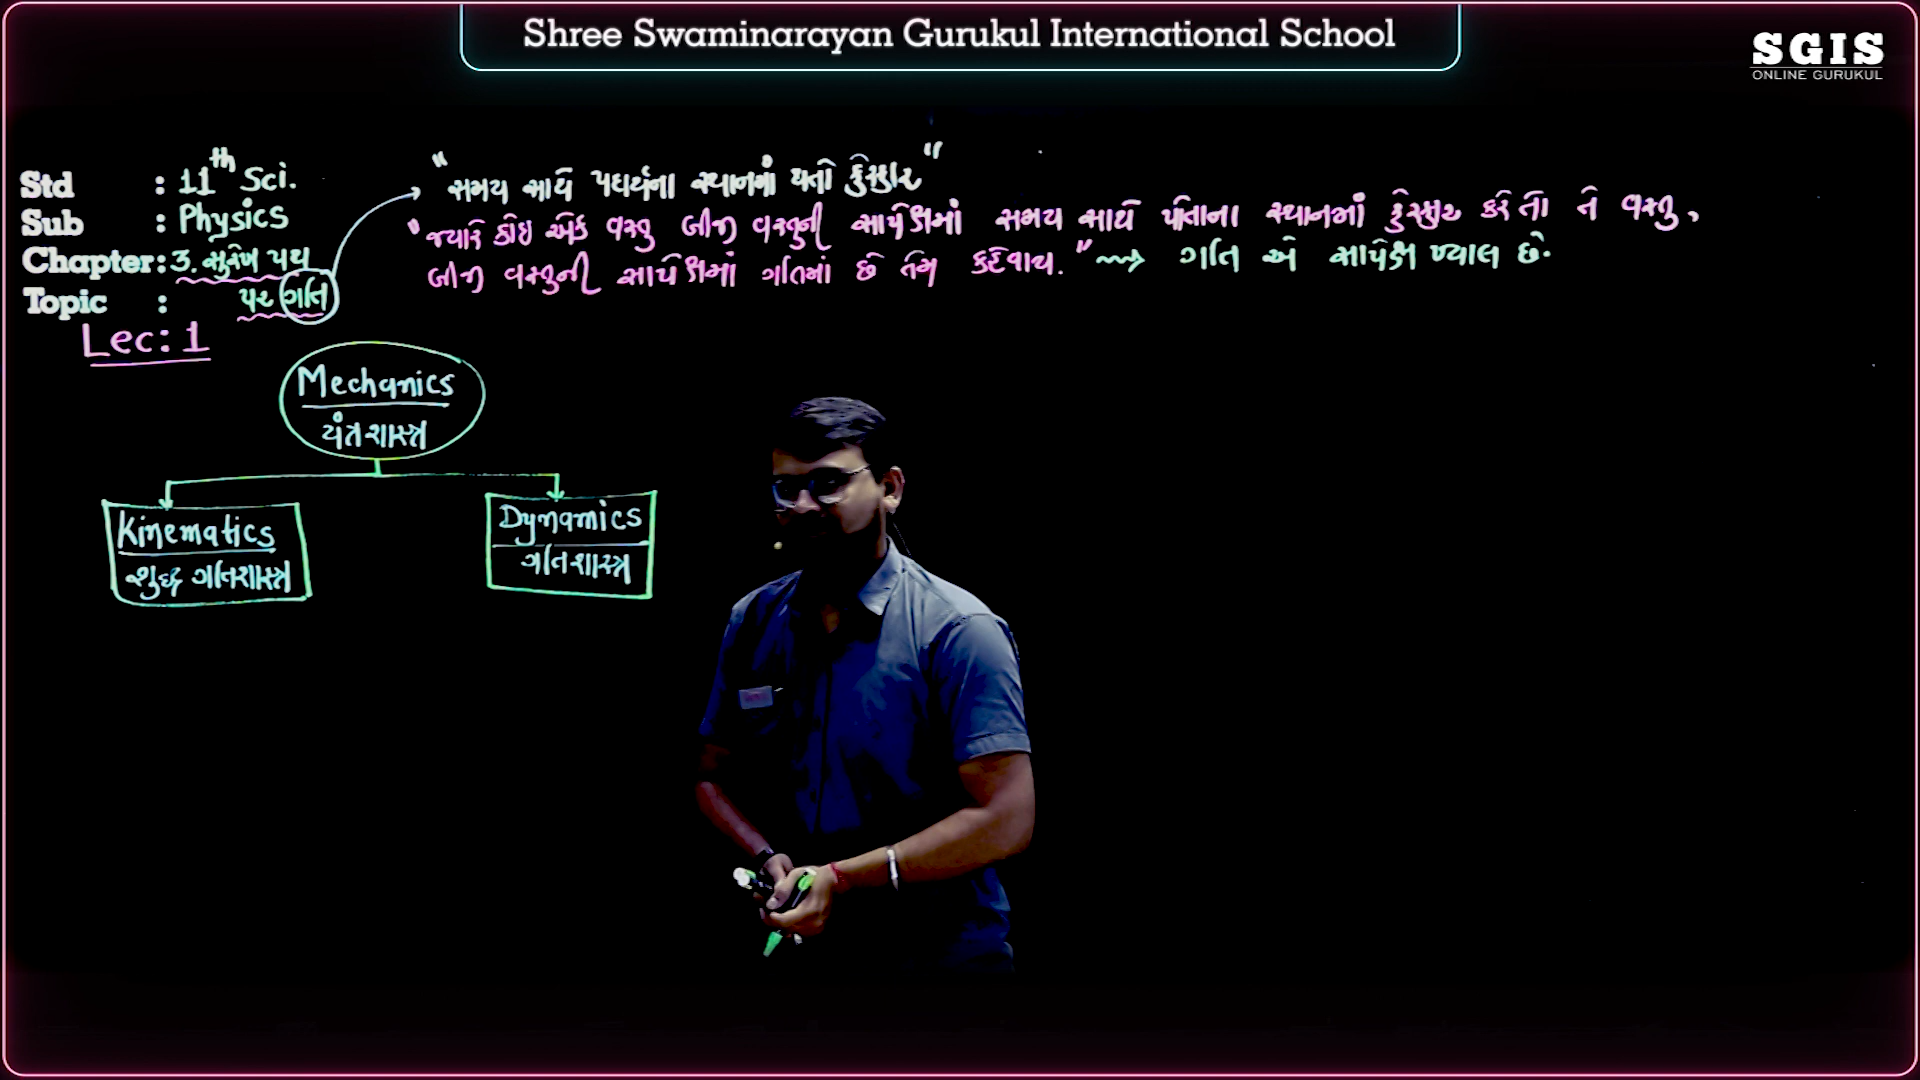 Shree Swaminarayan Gurukul International School
SGIS
ONLINE GURUKUL
Std : 11th Sci.
Sub : Physics
Chapter: 3. સુરેખ પથ
Topic : પર ગતિ
Lec: 1
"સમય સાથે પદાર્થના સ્થાનમાં થતો ફેરફાર"
"જ્યારે કોઇ એક વસ્તુ બીજી વસ્તુની સાપેક્ષમાં સમય સાથે પોતાના સ્થાનમાં ફેરફાર કરે તો તે વસ્તુ,
બીજી વસ્તુની સાપેક્ષમાં ગતિમાં છે તેમ કહેવાય." ગતિ એ સાપેક્ષ ખ્યાલ છે.
Mechanics
યંત્રશાસ્ત્ર
Kinematics
શુદ્ધ ગતિશાસ્ત્ર
Dynamics
ગતિશાસ્ત્ર